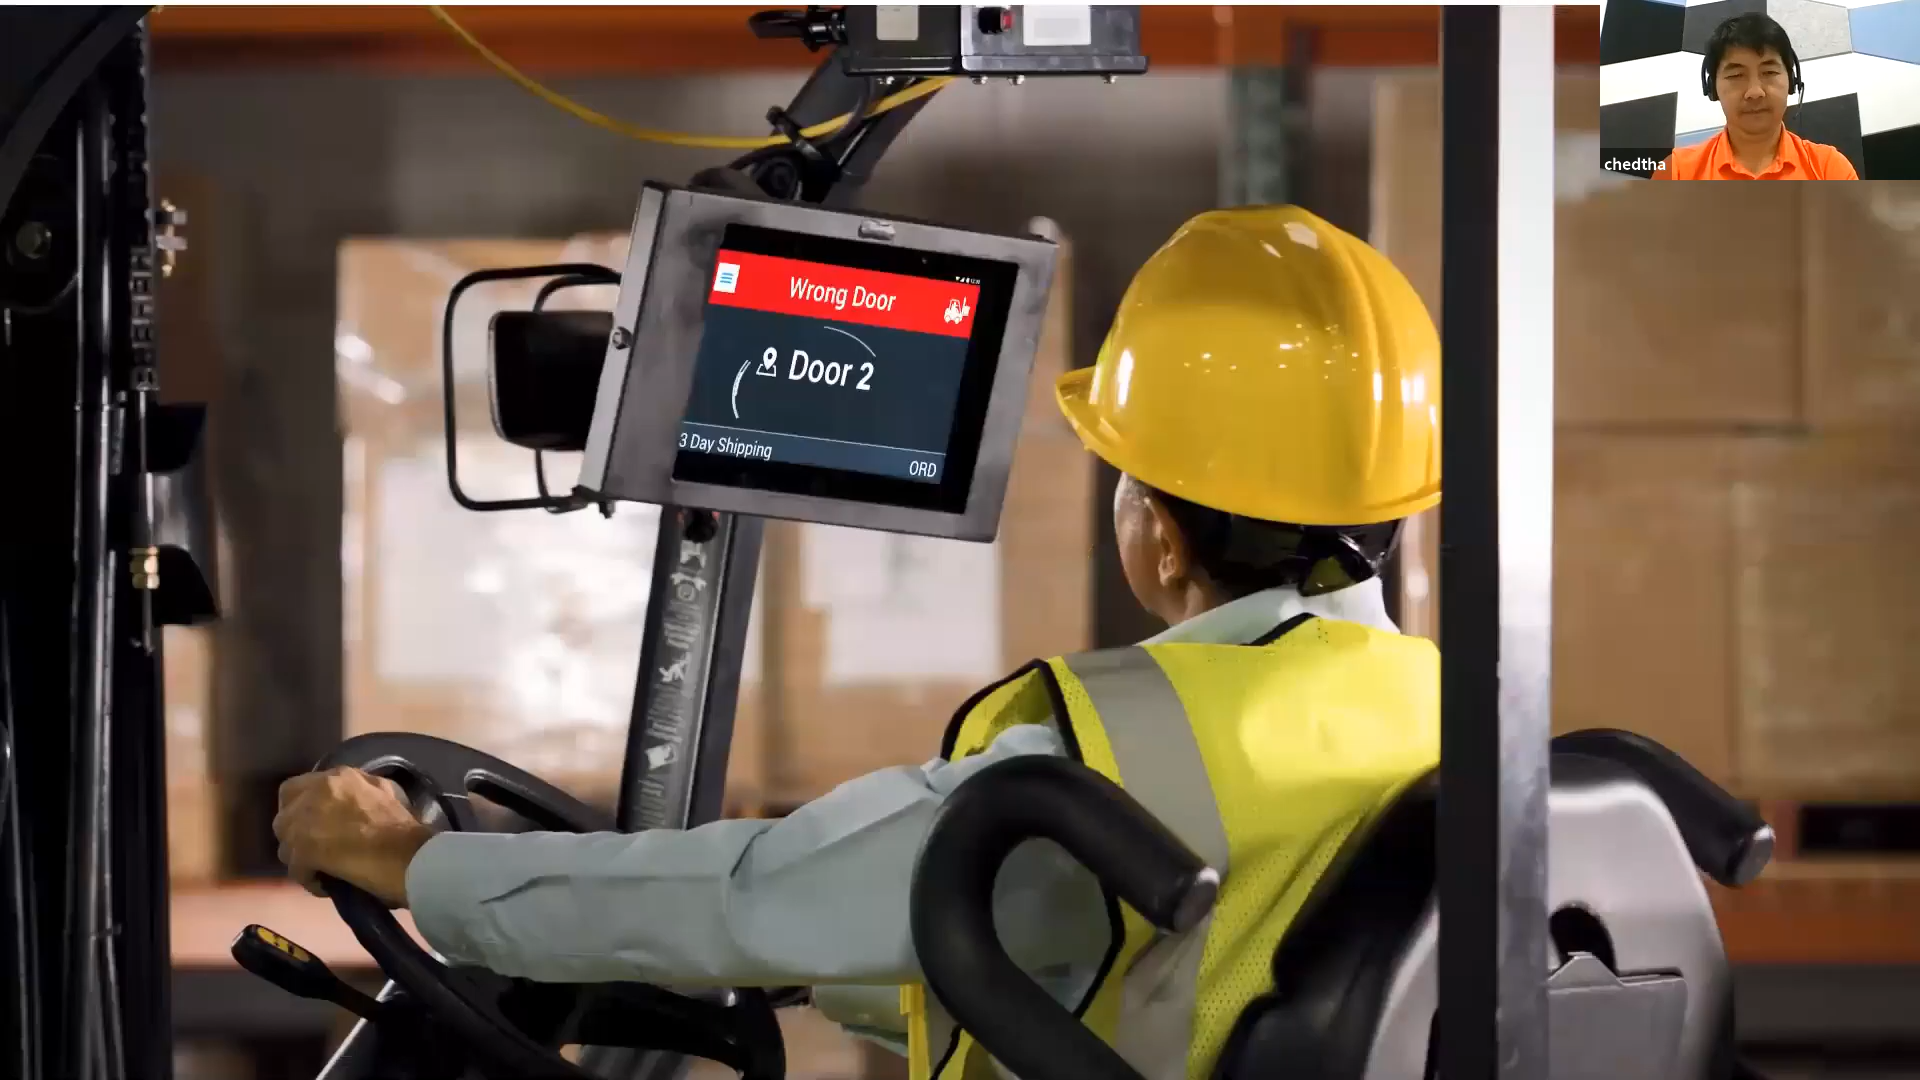 Wrong Door
Door 2
3 Day Shipping
ORD
chedtha